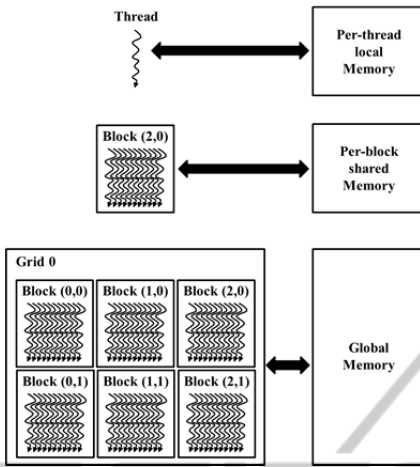 Thread
Per-thread
local
Memory
Block (2,0)
Per-block
shared
Memory
Grid 0
Block (0,0) Block (1,0) Block (2,0)
Block (0,1) Block (1,1) Block (2,1)
Global
Memory